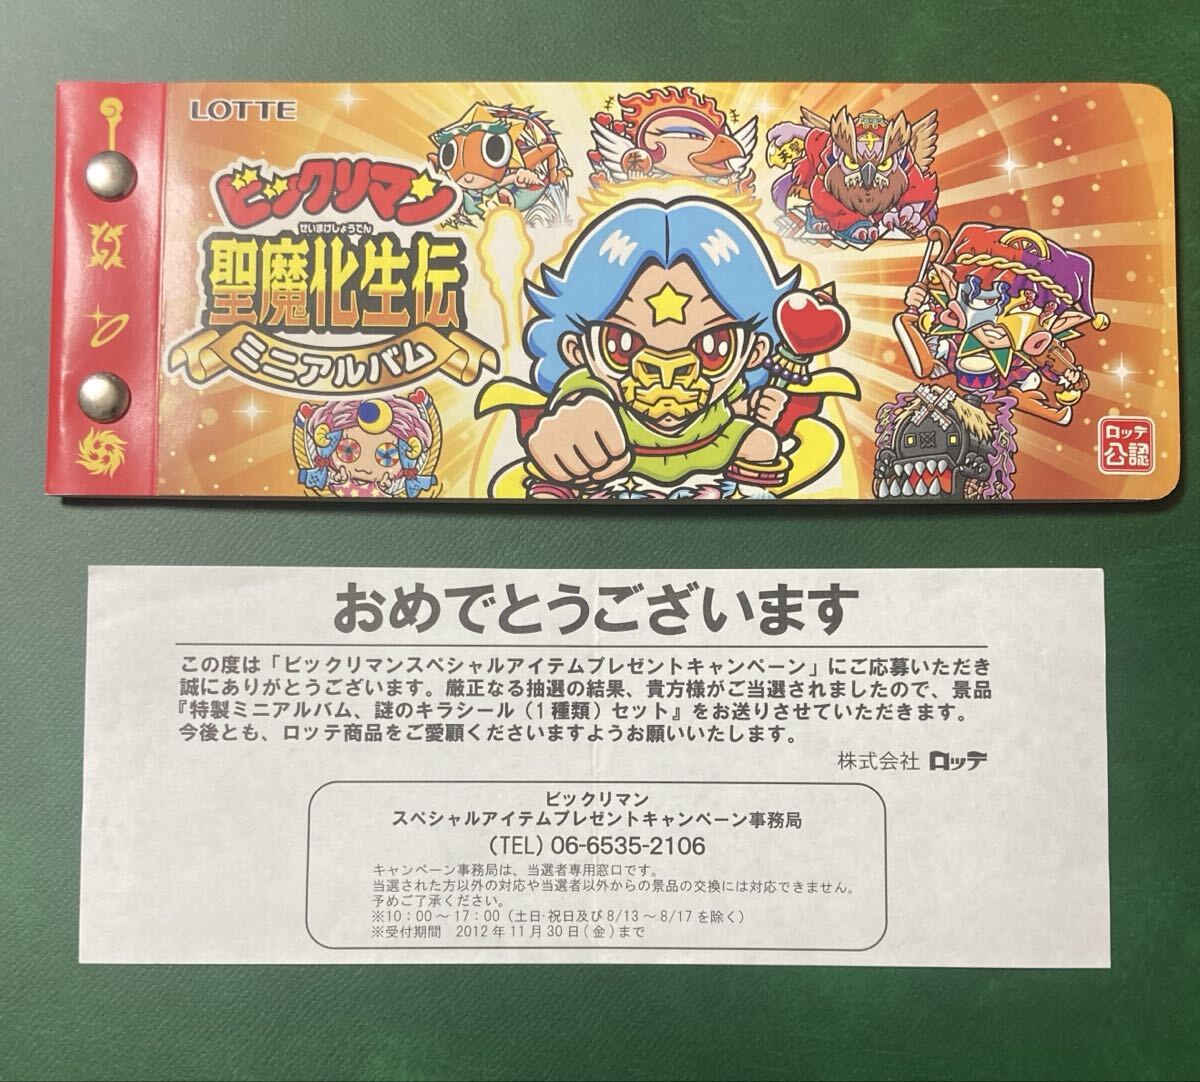 LOTTE
ビックリマン
せいまけしょうでん
聖魔化生伝
ミニアルバム
朱
ロッテ
公認
おめでとうございます
この度は「ビックリマンスペシャルアイテムプレゼントキャンペーン」にご応募いただき
誠にありがとうございます。厳正なる抽選の結果、貴方様がご当選されましたので、景品
『特製ミニアルバム、謎のキラシール（1種類）セット』をお送りさせていただきます。
今後とも、ロッテ商品をご愛顧くださいますようお願いいたします。
株式会社 ロッテ
ビックリマン
スペシャルアイテムプレゼントキャンペーン事務局
（TEL）06-6535-2106
キャンペーン事務局は、当選者専用窓口です。
当選された方以外の対応や当選者以外からの景品の交換には対応できません。
予めご了承ください。
※10：00～17：00（土日・祝日及び8/13～8/17を除く）
※受付期間 2012年11月30日（金）まで